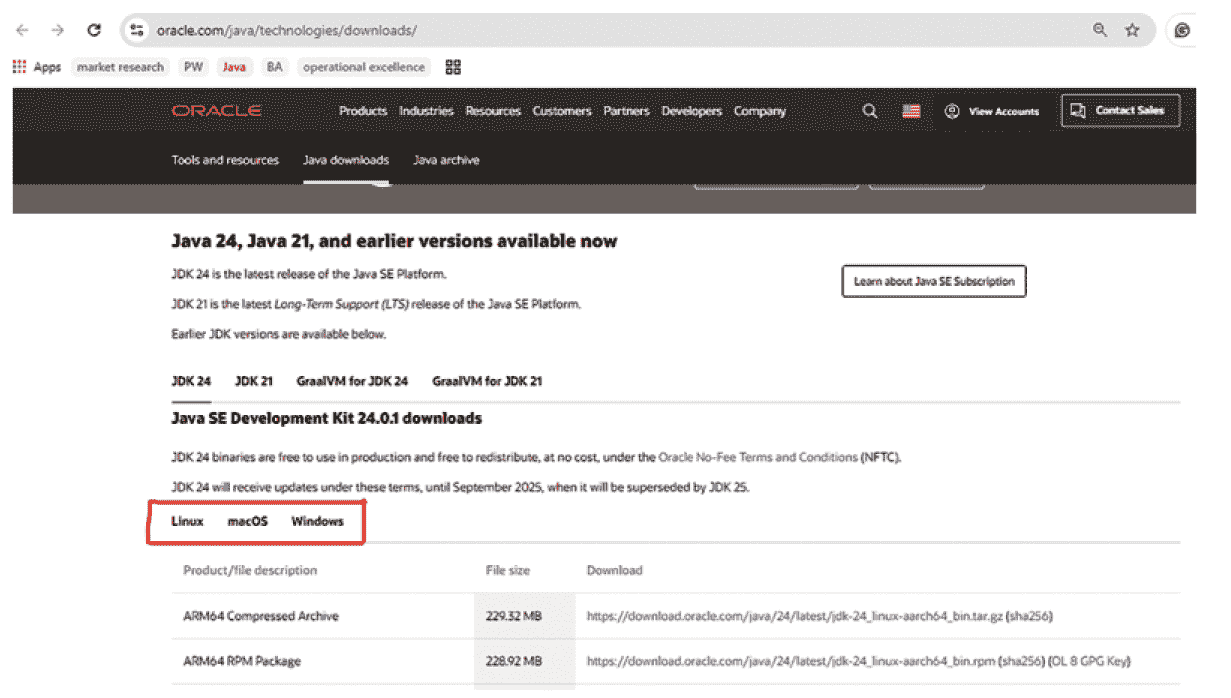 oracle.com/java/technologies/downloads/
Apps market research PW Java BA operational excellence
ORACLE Products Industries Resources Customers Partners Developers Company View Accounts Contact Sales
Tools and resources Java downloads Java archive
Java 24, Java 21, and earlier versions available now
JDK 24 is the latest release of the Java SE Platform.
Learn about Java SE Subscription
JDK 21 is the latest Long-Term Support (LTS) release of the Java SE Platform.
Earlier JDK versions are available below.
JDK 24 JDK 21 GraalVM for JDK 24 GraalVM for JDK 21
Java SE Development Kit 24.0.1 downloads
JDK 24 binaries are free to use in production and free to redistribute, at no cost, under the Oracle No-Fee Terms and Conditions (NFTC).
JDK 24 will receive updates under these terms, until September 2025, when it will be superseded by JDK 25.
Linux macOS Windows
Product/file description File size Download
ARM64 Compressed Archive 229.32 MB https://download.oracle.com/java/24/latest/jdk-24_linux-aarch64_bin.tar.gz (sha256)
ARM64 RPM Package 228.92 MB https://download.oracle.com/java/24/latest/jdk-24_linux-aarch64_bin.rpm (sha256) (OL 8 GPG Key)